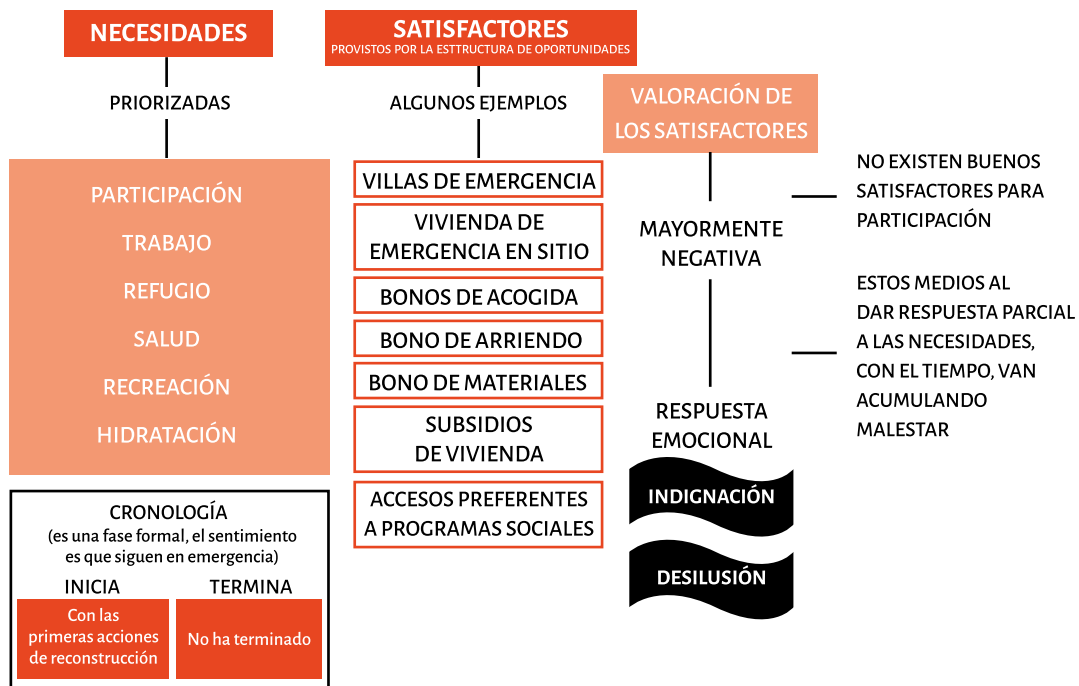 NECESIDADES
PRIORIZADAS
PARTICIPACIÓN
TRABAJO
REFUGIO
SALUD
RECREACIÓN
HIDRATACIÓN
CRONOLOGÍA
(es una fase formal, el sentimiento
es que siguen en emergencia)
INICIA
Con las
primeras acciones
de reconstrucción
TERMINA
No ha terminado
SATISFACTORES
PROVISTOS POR LA ESTTRUCTURA DE OPORTUNIDADES
ALGUNOS EJEMPLOS
VILLAS DE EMERGENCIA
VIVIENDA DE
EMERGENCIA EN SITIO
BONOS DE ACOGIDA
BONO DE ARRIENDO
BONO DE MATERIALES
SUBSIDIOS
DE VIVIENDA
ACCESOS PREFERENTES
A PROGRAMAS SOCIALES
VALORACIÓN DE
LOS SATISFACTORES
MAYORMENTE
NEGATIVA
RESPUESTA
EMOCIONAL
INDIGNACIÓN
DESILUSIÓN
NO EXISTEN BUENOS
SATISFACTORES PARA
PARTICIPACIÓN
ESTOS MEDIOS AL
DAR RESPUESTA PARCIAL
A LAS NECESIDADES,
CON EL TIEMPO, VAN
ACUMULANDO
MALESTAR